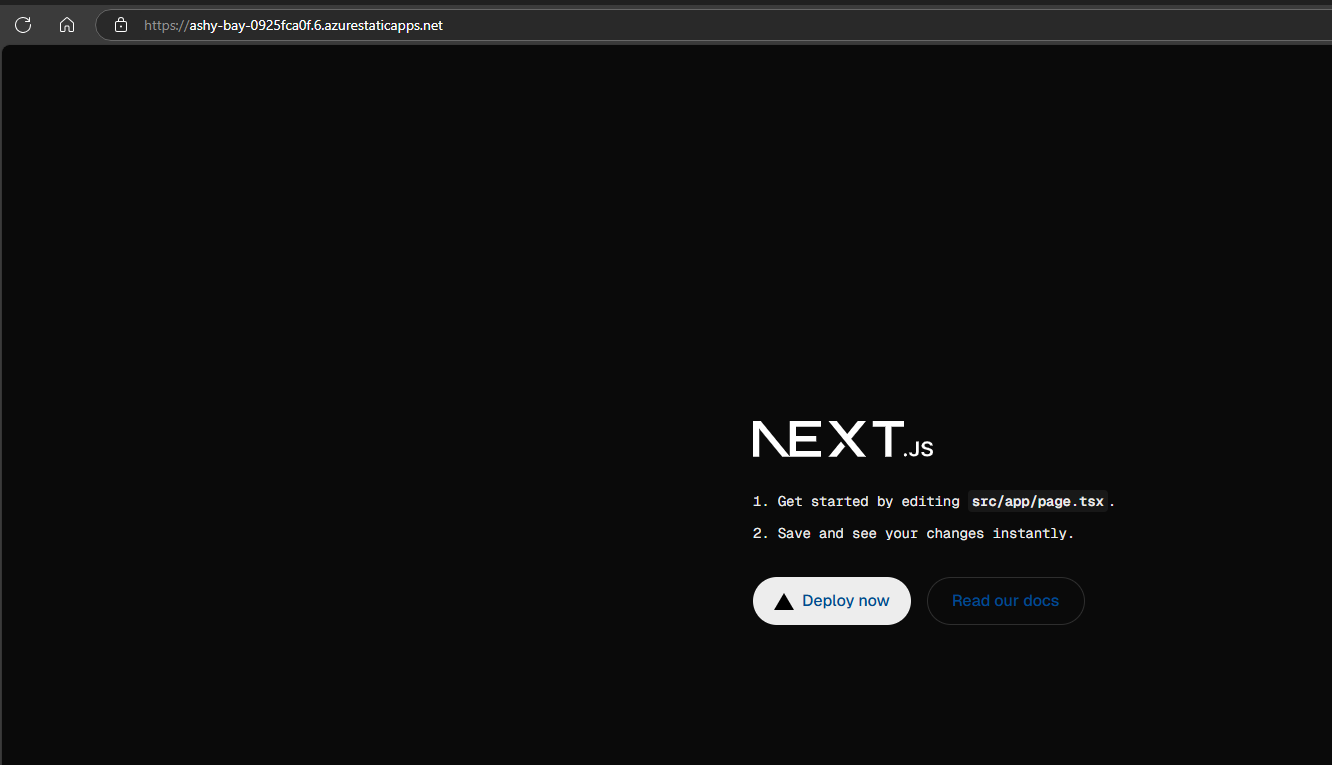 https://ashy-bay-0925fca0f.6.azurestaticapps.net
NEXT.JS
1. Get started by editing src/app/page.tsx.
2. Save and see your changes instantly.
Deploy now
Read our docs